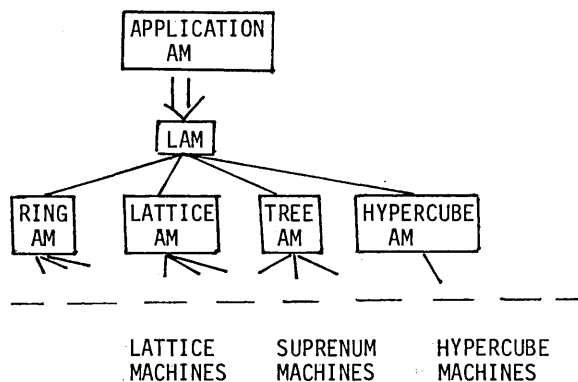 APPLICATION
AM
LAM
RING
AM
LATTICE
AM
TREE
AM
HYPERCUBE
AM
LATTICE
MACHINES
SUPRENUM
MACHINES
HYPERCUBE
MACHINES